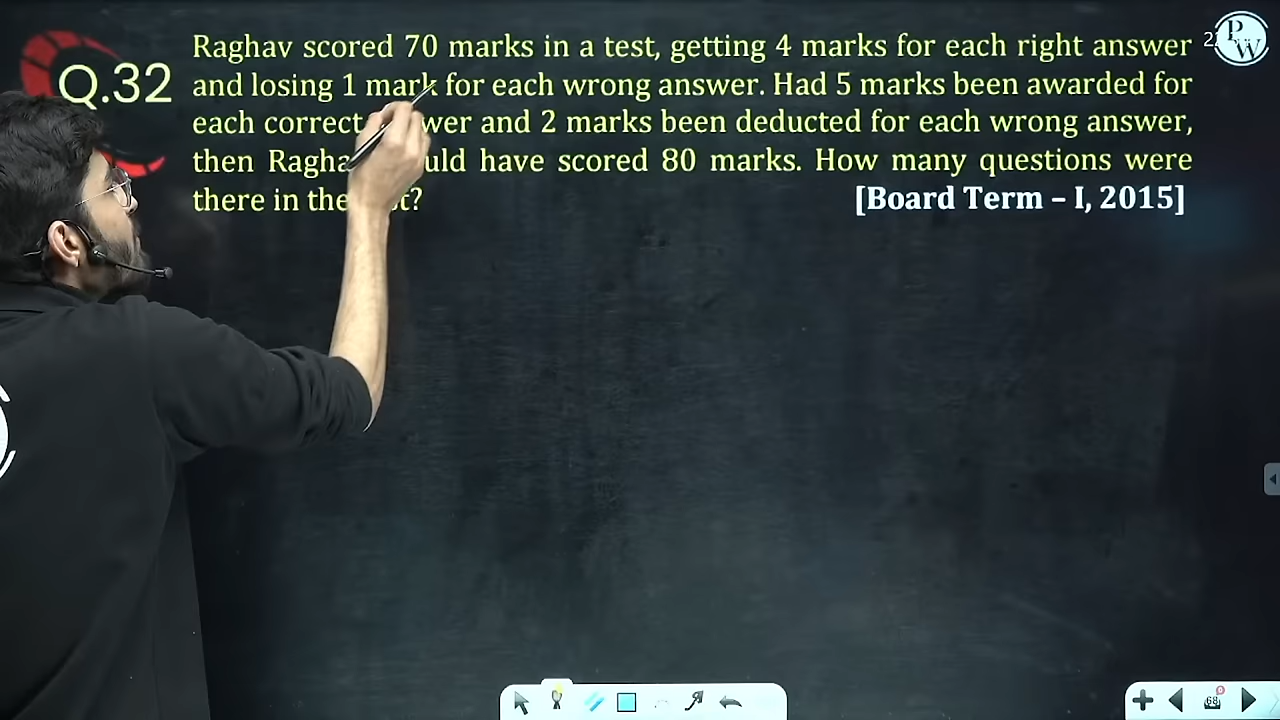 Q.32
Raghav scored 70 marks in a test, getting 4 marks for each right answer
and losing 1 mark for each wrong answer. Had 5 marks been awarded for
each correct wer and 2 marks been deducted for each wrong answer,
then Ragha uld have scored 80 marks. How many questions were
there in the t?
[Board Term – I, 2015]
PW
68